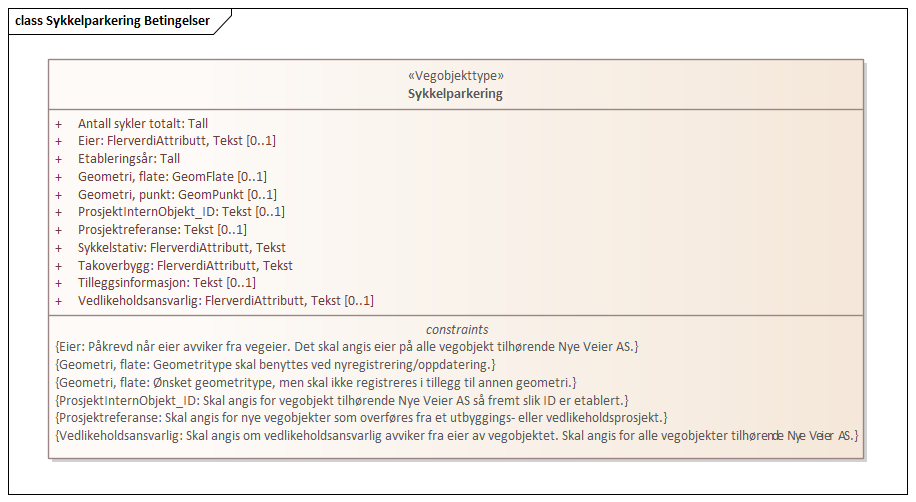 class Sykkelparkering Betingelser
«Vegobjekttype»
Sykkelparkering
+ Antall sykler totalt: Tall
+ Eier: FlerverdiAttributt, Tekst [0..1]
+ Etableringsår: Tall
+ Geometri, flate: GeomFlate [0..1]
+ Geometri, punkt: GeomPunkt [0..1]
+ ProsjektInternObjekt_ID: Tekst [0..1]
+ Prosjektreferanse: Tekst [0..1]
+ Sykkelstativ: FlerverdiAttributt, Tekst
+ Takoverbygg: FlerverdiAttributt, Tekst
+ Tilleggsinformasjon: Tekst [0..1]
+ Vedlikeholdsansvarlig: FlerverdiAttributt, Tekst [0..1]
constraints
{Eier: Påkrevd når eier avviker fra vegeier. Det skal angis eier på alle vegobjekt tilhørende Nye Veier AS.}
{Geometri, flate: Geometritype skal benyttes ved nyregistrering/oppdatering.}
{Geometri, flate: Ønsket geometritype, men skal ikke registreres i tillegg til annen geometri.}
{ProsjektInternObjekt_ID: Skal angis for vegobjekt tilhørende Nye Veier AS så fremt slik ID er etablert.}
{Prosjektreferanse: Skal angis for nye vegobjekter som overføres fra et utbyggings- eller vedlikeholdsprosjekt.}
{Vedlikeholdsansvarlig: Skal angis om vedlikeholdsansvarlig avviker fra eier av vegobjektet. Skal angis for alle vegobjekter tilhørende Nye Veier AS.}